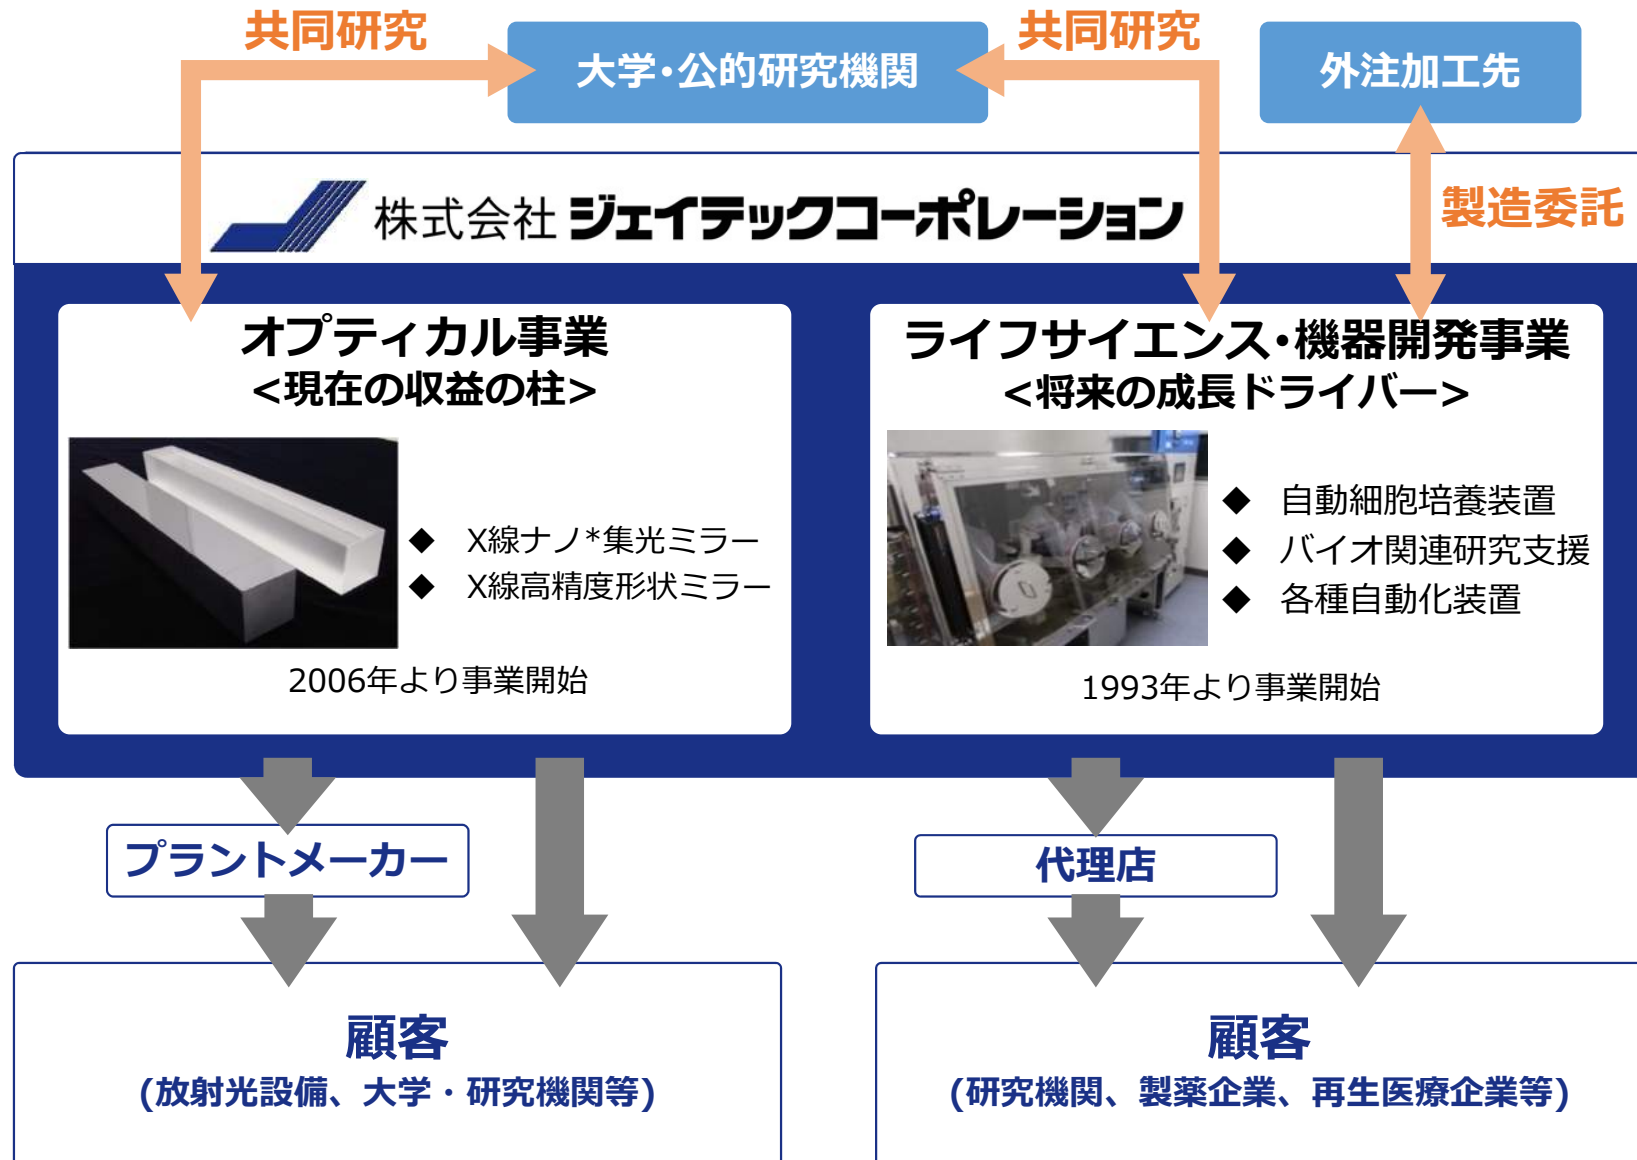 共同研究
共同研究
大学･公的研究機関
外注加工先
株式会社 ジェイテックコーポレーション
製造委託
オプティカル事業
<現在の収益の柱>
◆ X線ナノ*集光ミラー
◆ X線高精度形状ミラー
2006年より事業開始
ライフサイエンス･機器開発事業
<将来の成長ドライバー>
◆ 自動細胞培養装置
◆ バイオ関連研究支援
◆ 各種自動化装置
1993年より事業開始
プラントメーカー
代理店
顧客
(放射光設備、大学・研究機関等)
顧客
(研究機関、製薬企業、再生医療企業等)